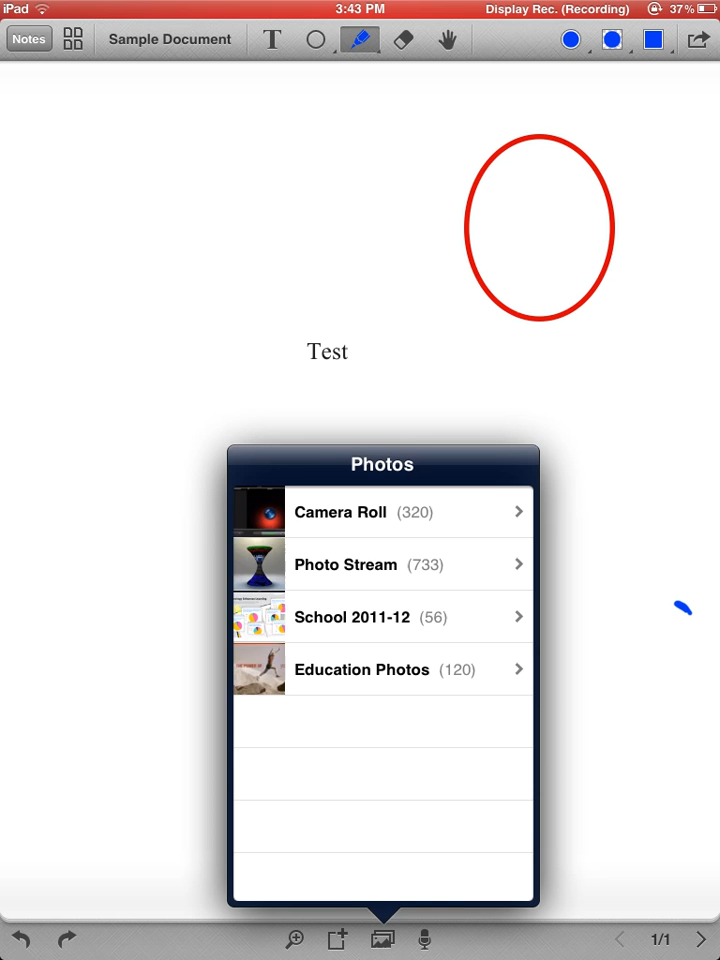 iPad 3:43 PM Display Rec. (Recording) 37%
Notes Sample Document T
Test
Photos
Camera Roll (320)
Photo Stream (733)
School 2011-12 (56)
Education Photos (120)
1/1